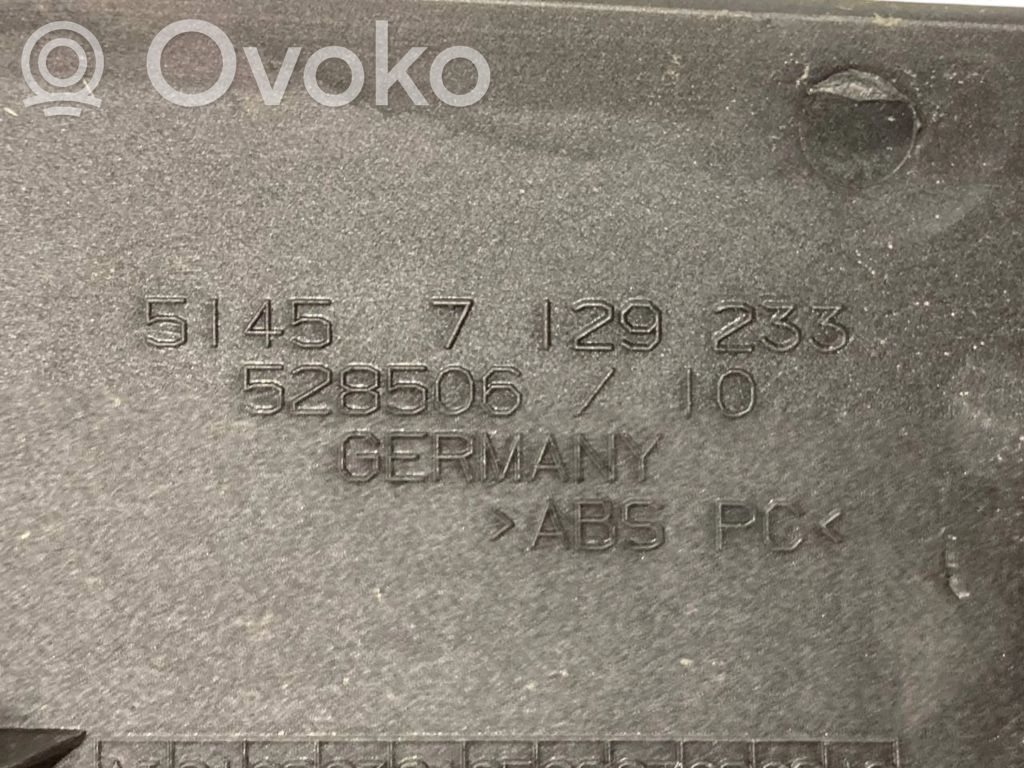 Ovoko
5145 7 129 233
528506 / 10
GERMANY
>ABS PC<